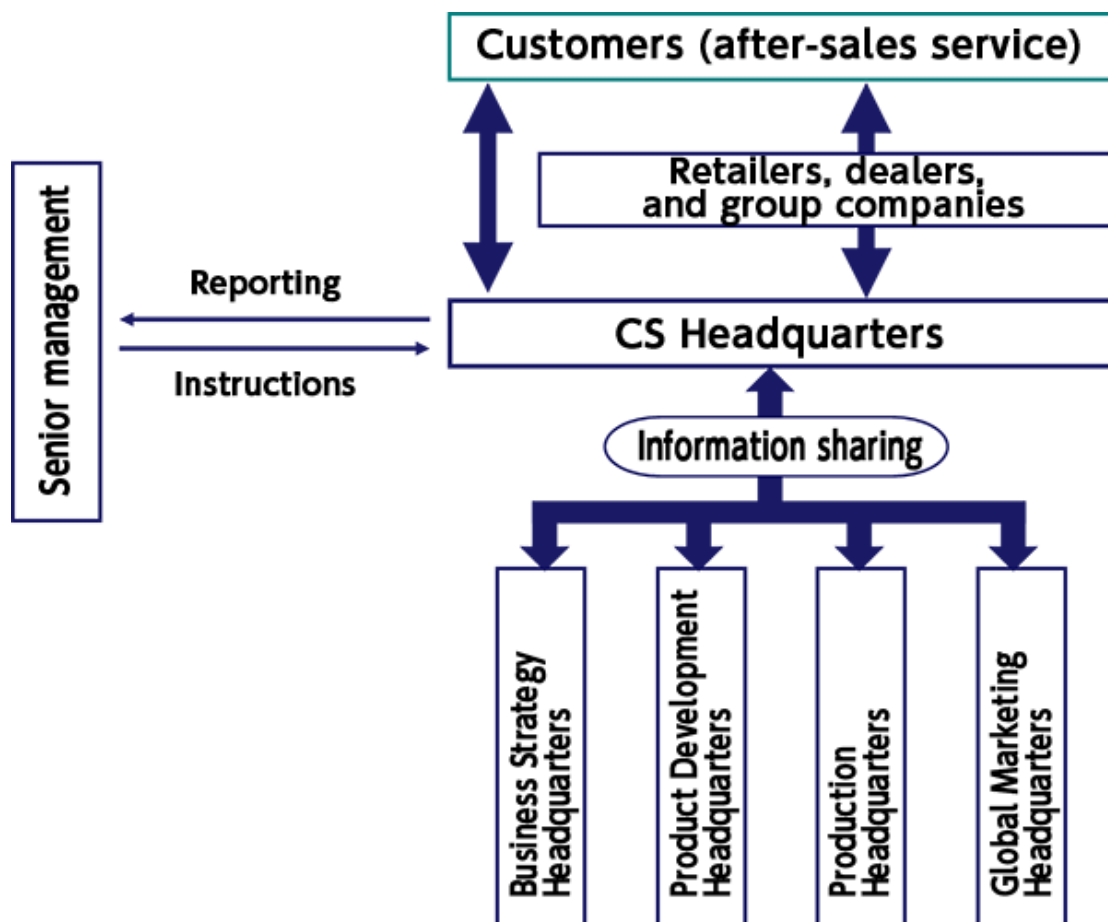 Customers (after-sales service)
Retailers, dealers,
and group companies
Senior management
Reporting
Instructions
CS Headquarters
Information sharing
Business Strategy
Headquarters
Product Development
Headquarters
Production
Headquarters
Global Marketing
Headquarters